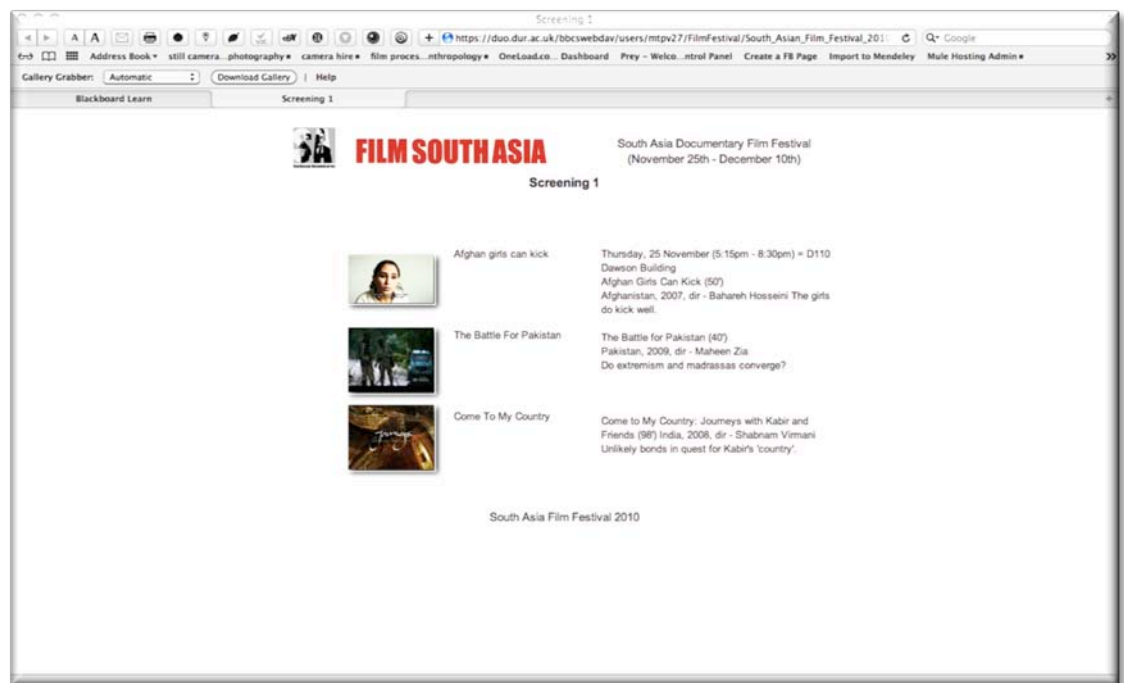 Screening 1
A A + https://duo.dur.ac.uk/bbcswebdav/users/mtpv27/FilmFestival/South_Asian_Film_Festival_201 Google
Address Book still camera...photography camera hire film proces...nthropology OneLoad.co... Dashboard Prey – Welco...ntrol Panel Create a FB Page Import to Mendeley Mule Hosting Admin »
Gallery Grabber: Automatic Download Gallery | Help
Blackboard Learn Screening 1 +
FILM SOUTH ASIA
South Asia Documentary Film Festival
(November 25th - December 10th)
Screening 1
Afghan girls can kick
Thursday, 25 November (5:15pm - 8:30pm) = D110
Dawson Building
Afghan Girls Can Kick (50')
Afghanistan, 2007, dir - Bahareh Hosseini The girls
do kick well.
The Battle For Pakistan
The Battle for Pakistan (40')
Pakistan, 2009, dir - Maheen Zia
Do extremism and madrassas converge?
Come To My Country
Come to My Country: Journeys with Kabir and
Friends (98') India, 2008, dir - Shabnam Virmani
Unlikely bonds in quest for Kabir's 'country'.
South Asia Film Festival 2010